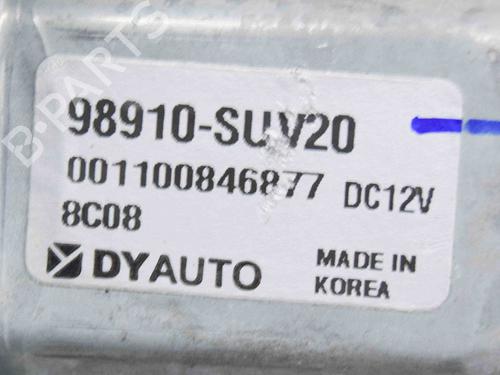 B-PARTS
98910-SUV20
001100846877 DC12V
8C08
DYAUTO MADE IN
KOREA